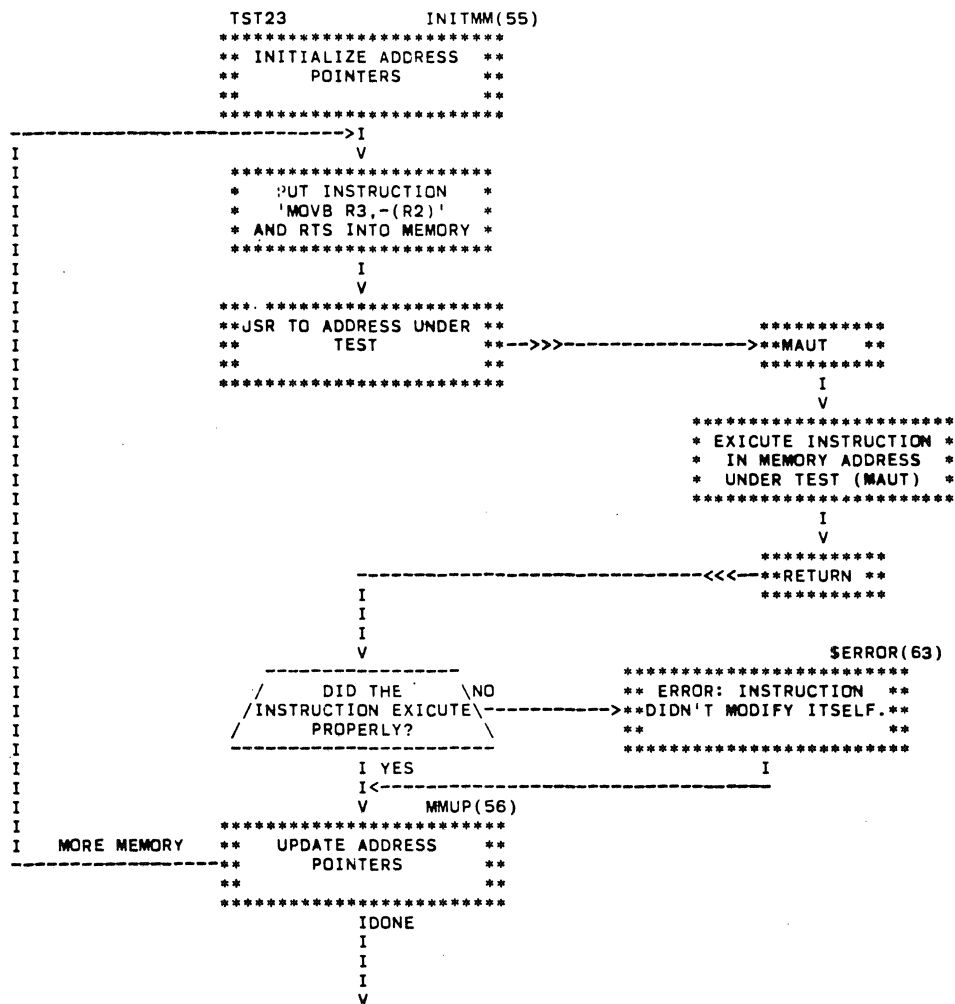 TST23 INITMM(55)
INITIALIZE ADDRESS
POINTERS
PUT INSTRUCTION
'MOVB R3,-(R2)'
AND RTS INTO MEMORY
JSR TO ADDRESS UNDER
TEST
MAUT
EXICUTE INSTRUCTION
IN MEMORY ADDRESS
UNDER TEST (MAUT)
RETURN
DID THE
INSTRUCTION EXICUTE
PROPERLY?
NO
$ERROR(63)
ERROR: INSTRUCTION
DIDN'T MODIFY ITSELF.
YES
MMUP(56)
MORE MEMORY
UPDATE ADDRESS
POINTERS
DONE